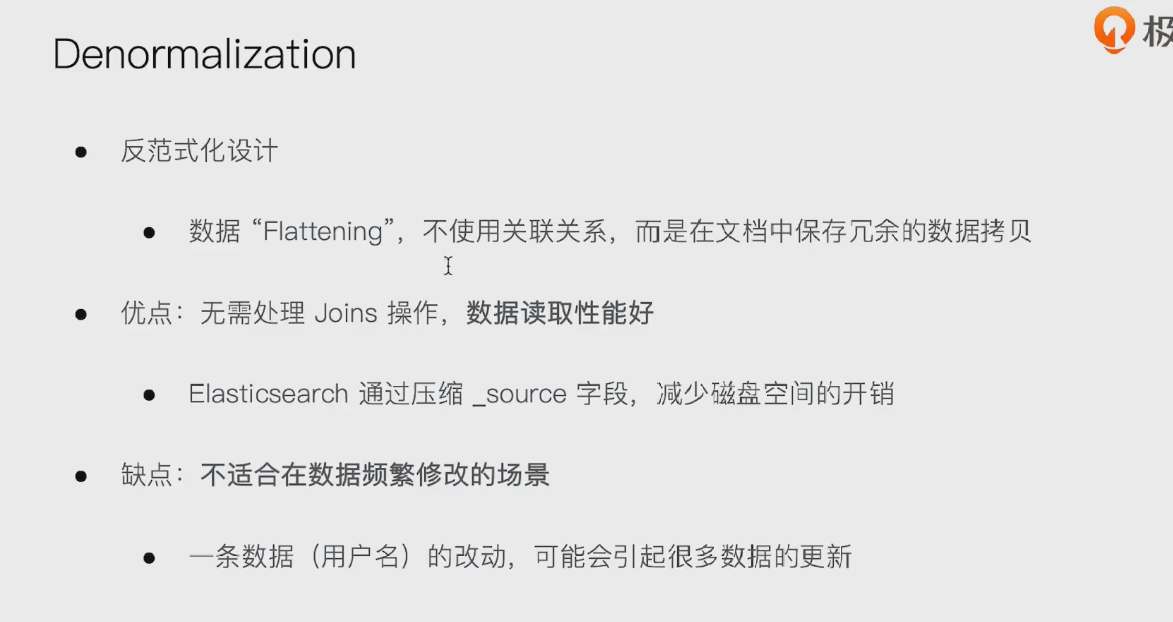 极
Denormalization
反范式化设计
数据 “Flattening”，不使用关联关系，而是在文档中保存冗余的数据拷贝
优点：无需处理 Joins 操作，数据读取性能好
Elasticsearch 通过压缩 _source 字段，减少磁盘空间的开销
缺点：不适合在数据频繁修改的场景
一条数据（用户名）的改动，可能会引起很多数据的更新